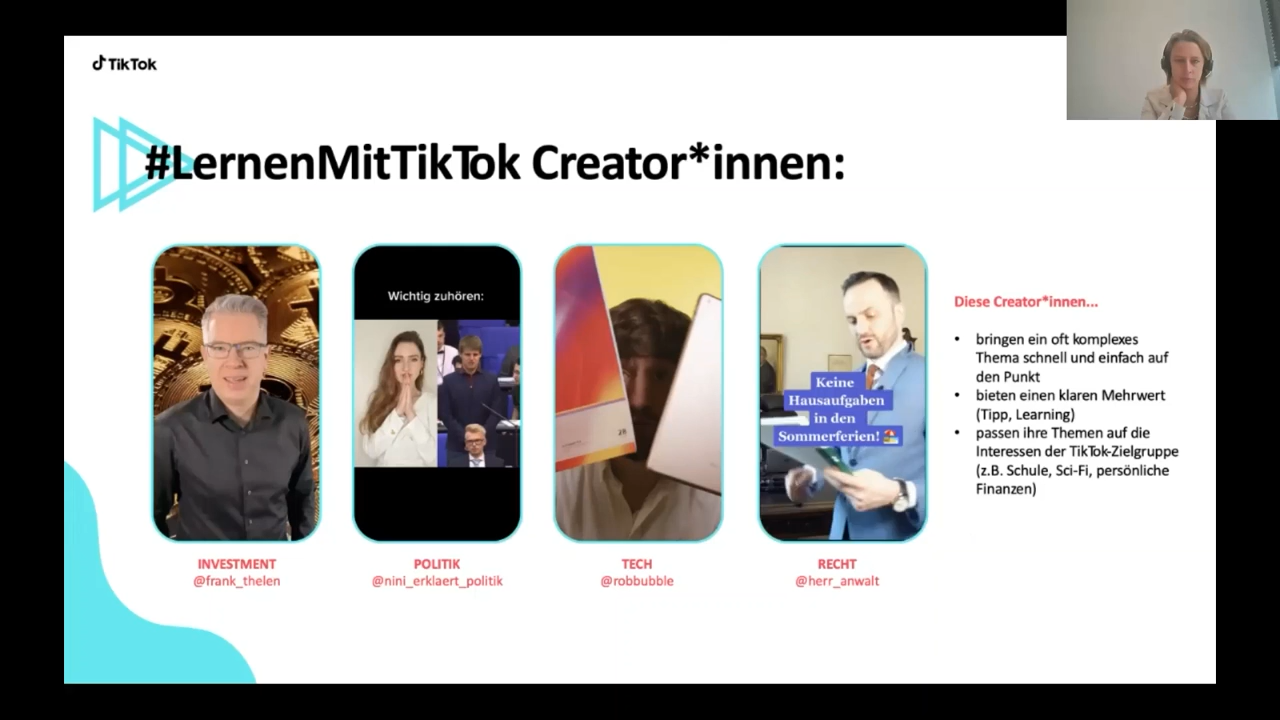 TikTok
#LernenMitTikTok Creator*innen:
Wichtig zuhören:
Keine
Hausaufgaben
in den
Sommerferien!
INVESTMENT
@frank_thelen
POLITIK
@nini_erklaert_politik
TECH
@robbubble
RECHT
@herr_anwalt
Diese Creator*innen...
• bringen ein oft komplexes
Thema schnell und einfach auf
den Punkt
• bieten einen klaren Mehrwert
(Tipp, Learning)
• passen ihre Themen auf die
Interessen der TikTok-Zielgruppe
(z.B. Schule, Sci-Fi, persönliche
Finanzen)